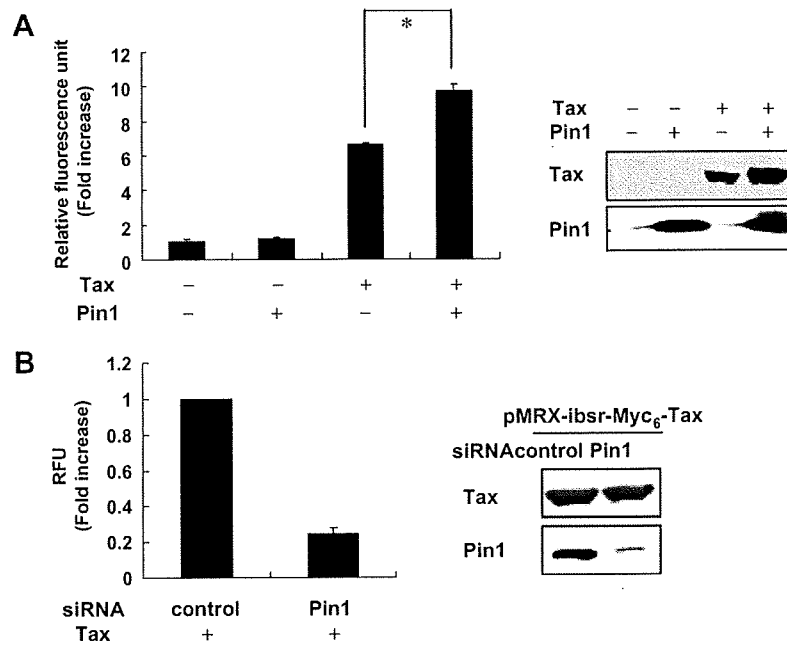 A
*
Relative fluorescence unit
(Fold increase)
12
10
8
6
4
2
0
Tax – – + +
Pin1 – + – +
Tax – – + +
Pin1 – + – +
Tax
Pin1
B
RFU
(Fold increase)
1.2
1
0.8
0.6
0.4
0.2
0
siRNA control Pin1
Tax + +
pMRX-ibsr-Myc6-Tax
siRNAcontrol Pin1
Tax
Pin1